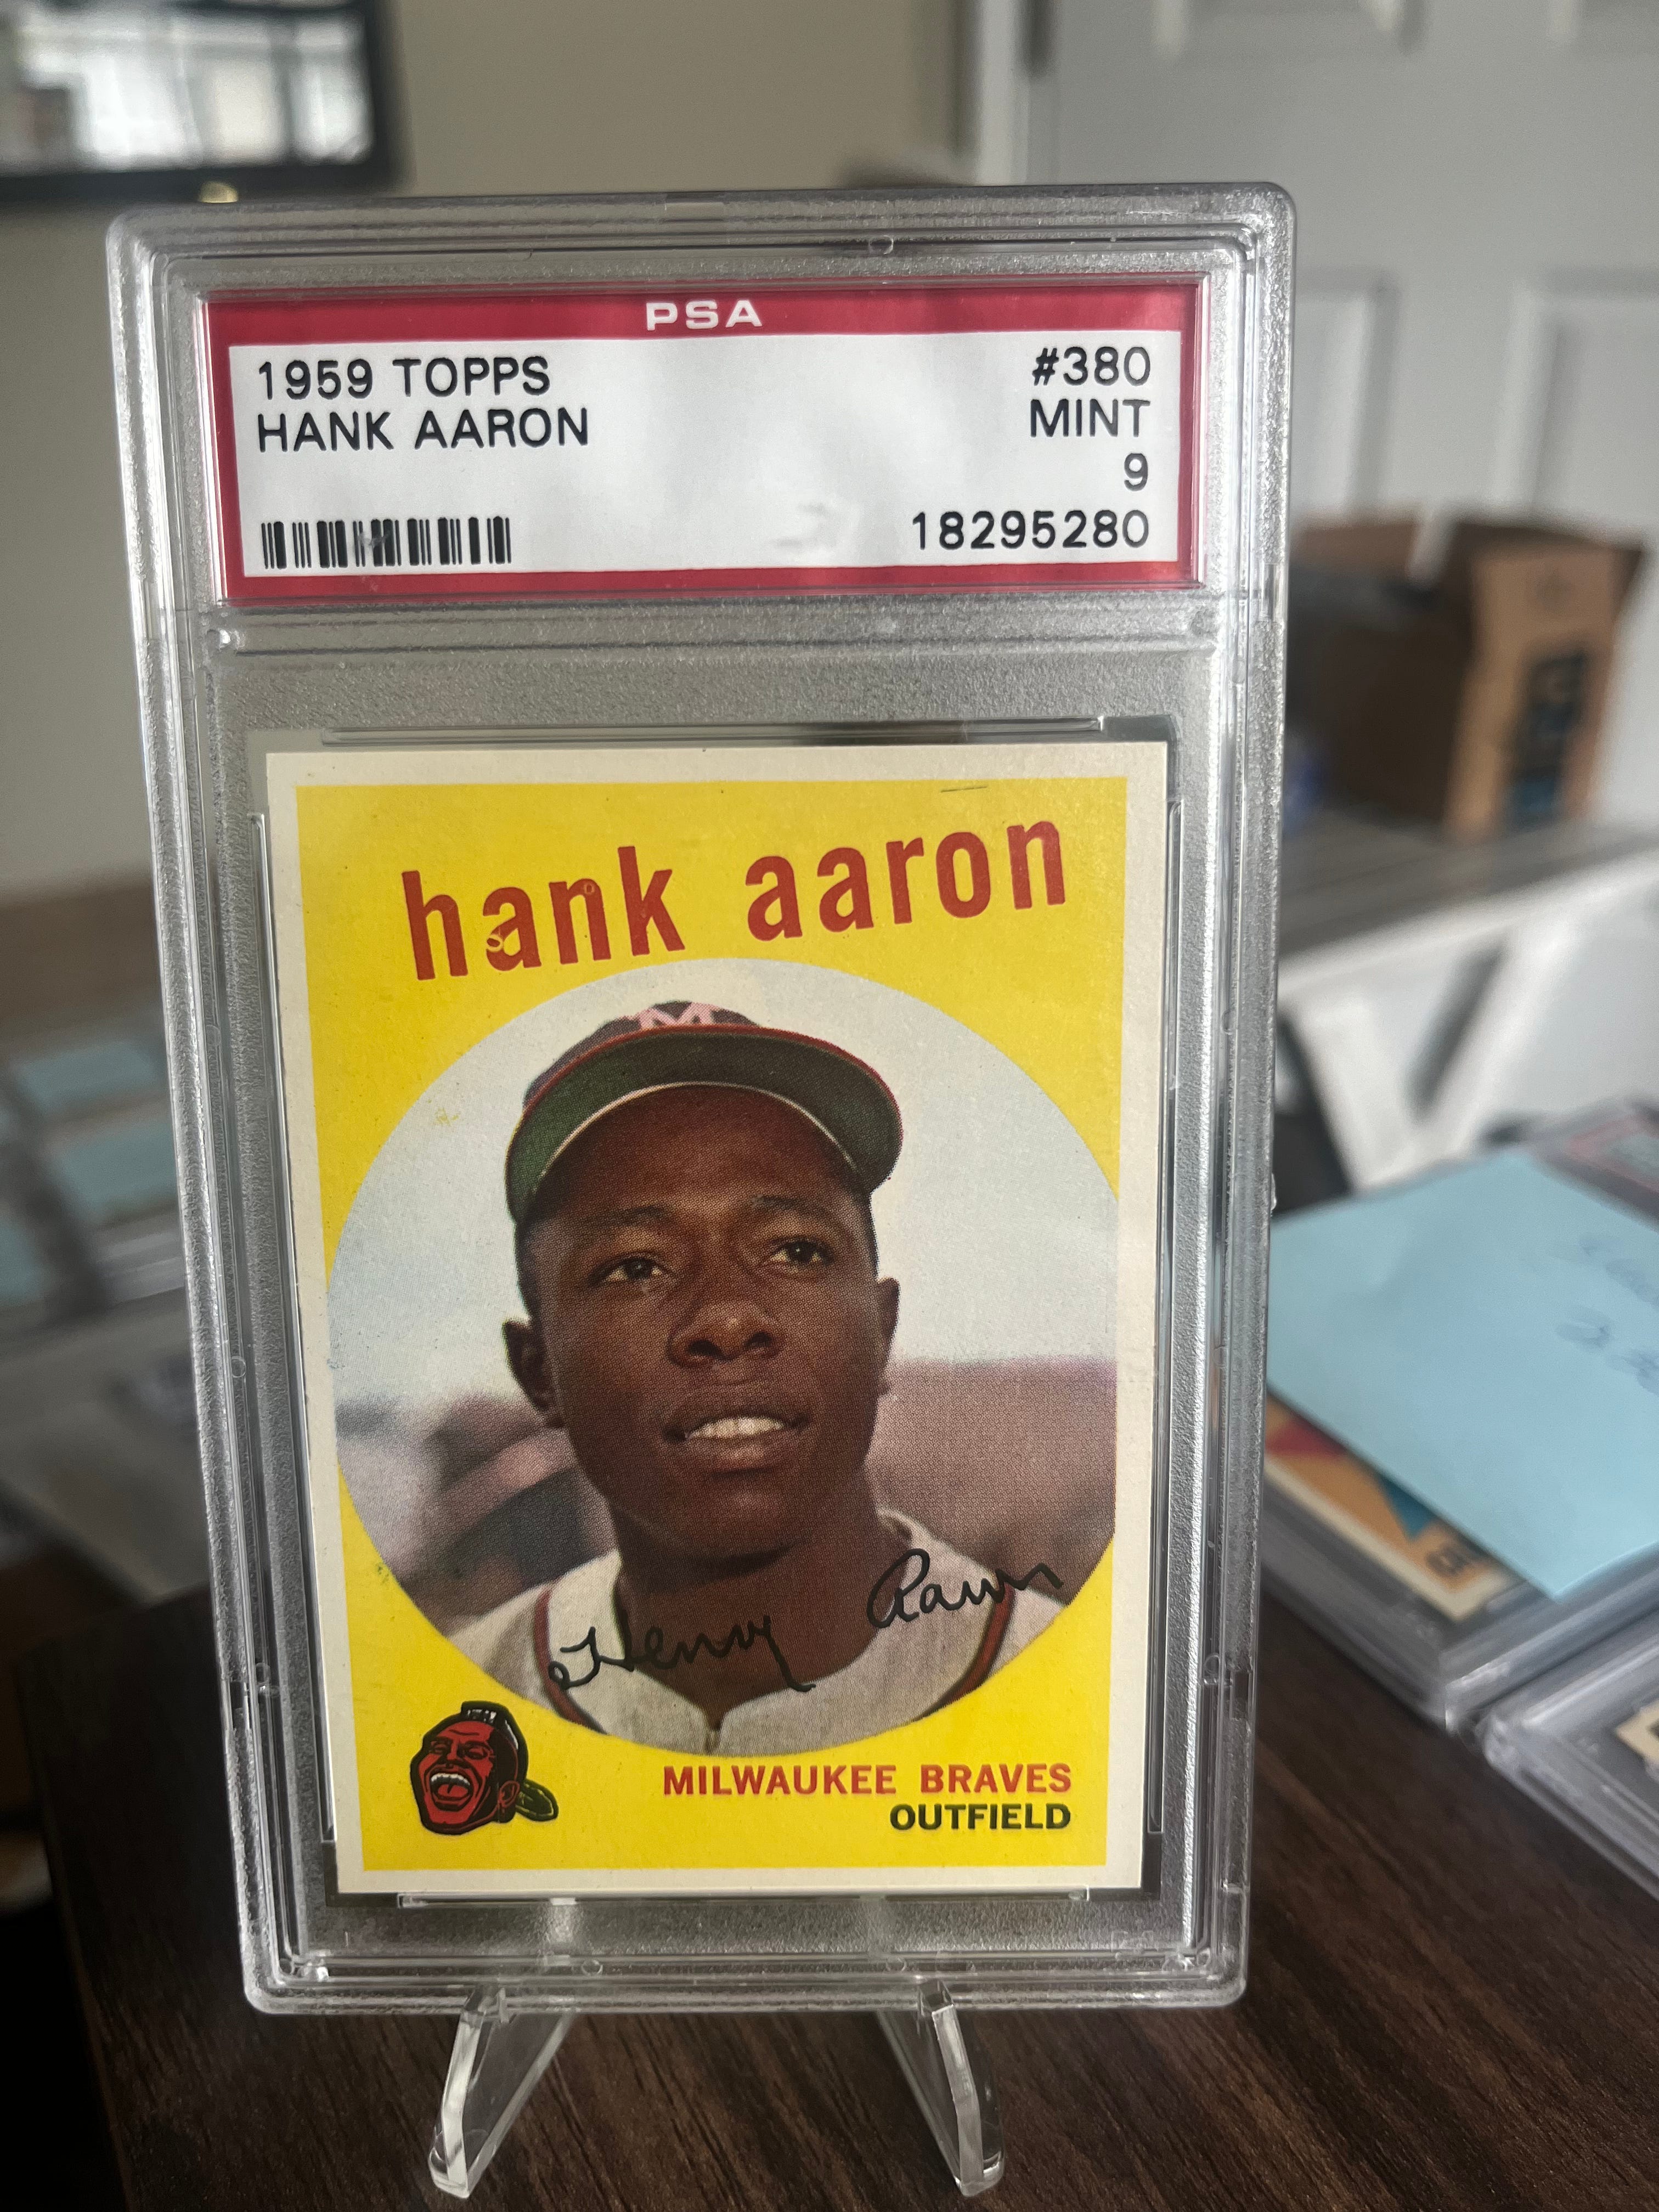 PSA
1959 TOPPS #380
HANK AARON MINT
9
18295280
hank aaron
M
Henry Aaron
MILWAUKEE BRAVES
OUTFIELD